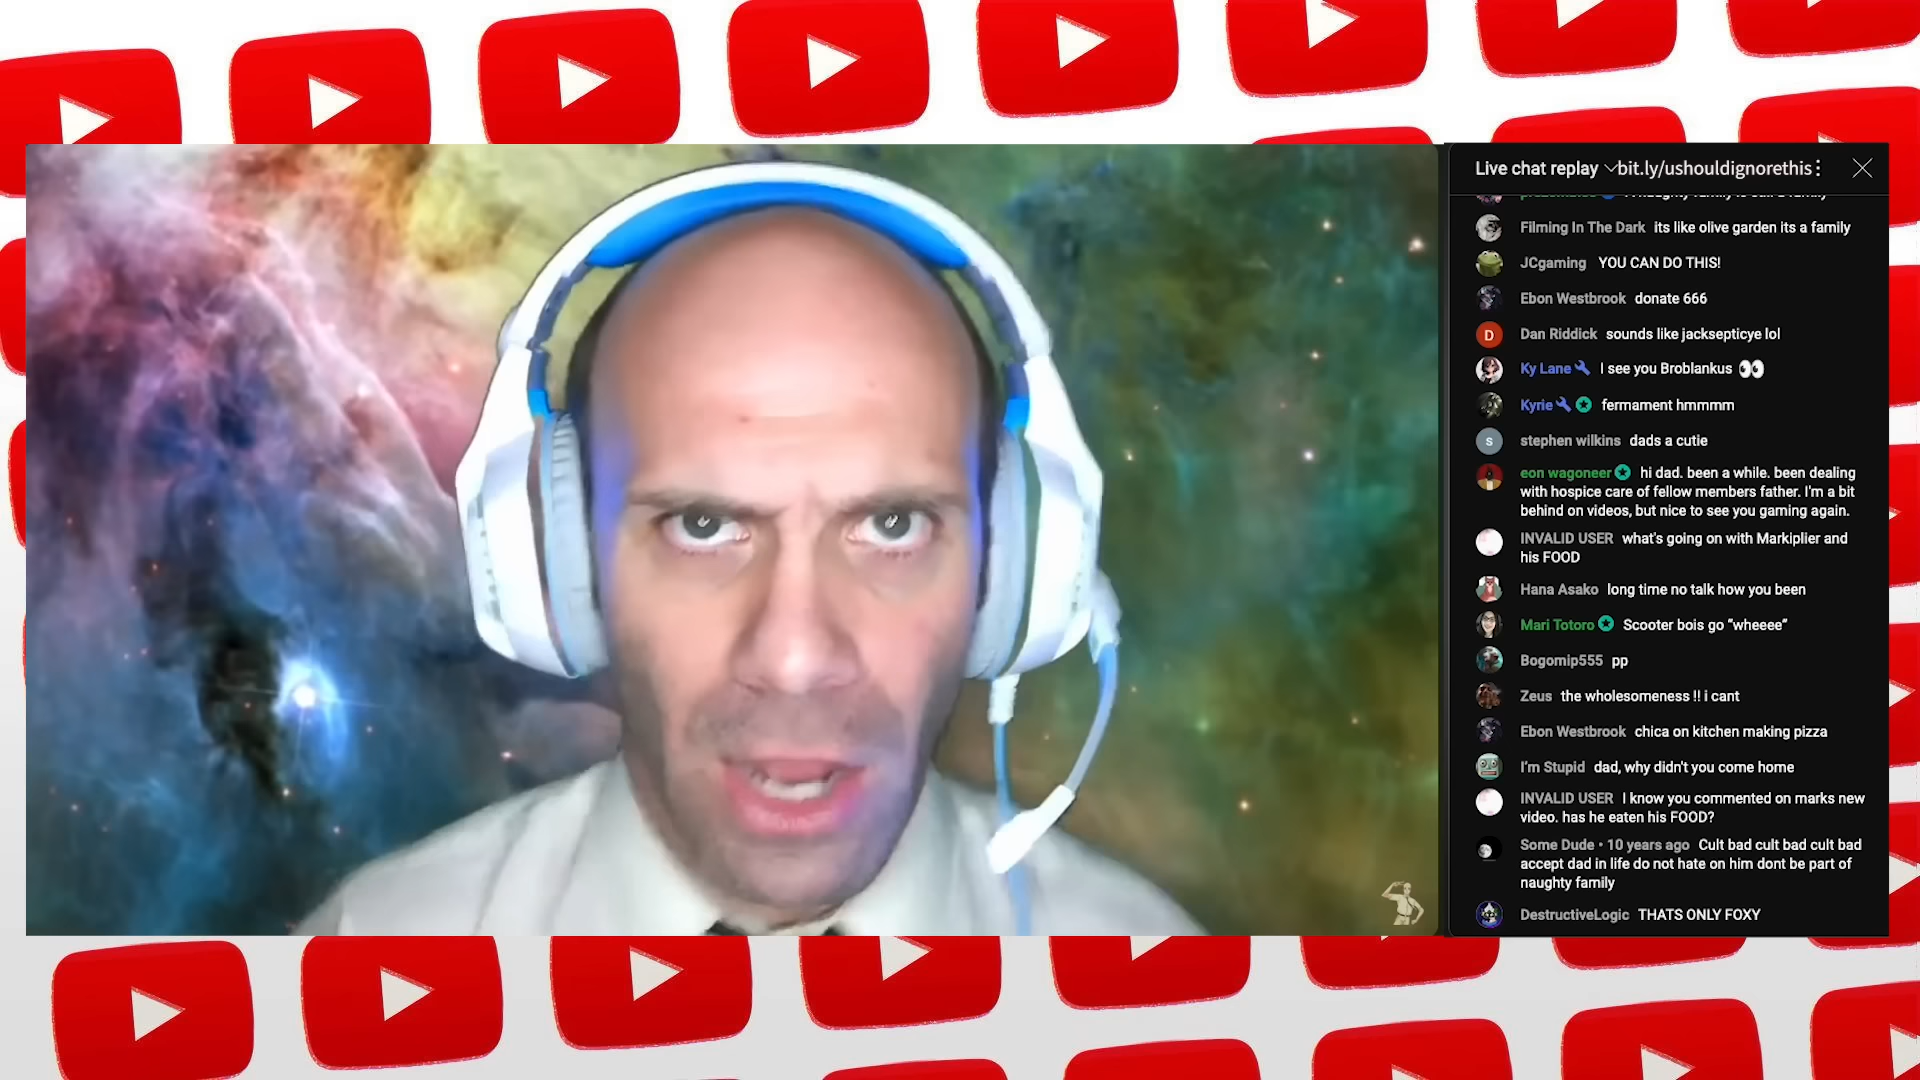 Live chat replay bit.ly/ushouldignorethis
Filming In The Dark its like olive garden its a family
JCgaming YOU CAN DO THIS!
Ebon Westbrook donate 666
D Dan Riddick sounds like jacksepticye lol
Ky Lane I see you Broblankus 👀
Kyrie fermament hmmmm
s stephen wilkins dads a cutie
eon wagoneer hi dad. been a while. been dealing
with hospice care of fellow members father. I'm a bit
behind on videos, but nice to see you gaming again.
INVALID USER what's going on with Markiplier and
his FOOD
Hana Asako long time no talk how you been
Mari Totoro Scooter bois go “wheeee”
Bogomip555 pp
Zeus the wholesomeness !! i cant
Ebon Westbrook chica on kitchen making pizza
I'm Stupid dad, why didn't you come home
INVALID USER I know you commented on marks new
video. has he eaten his FOOD?
Some Dude • 10 years ago Cult bad cult bad cult bad
accept dad in life do not hate on him dont be part of
naughty family
DestructiveLogic THATS ONLY FOXY